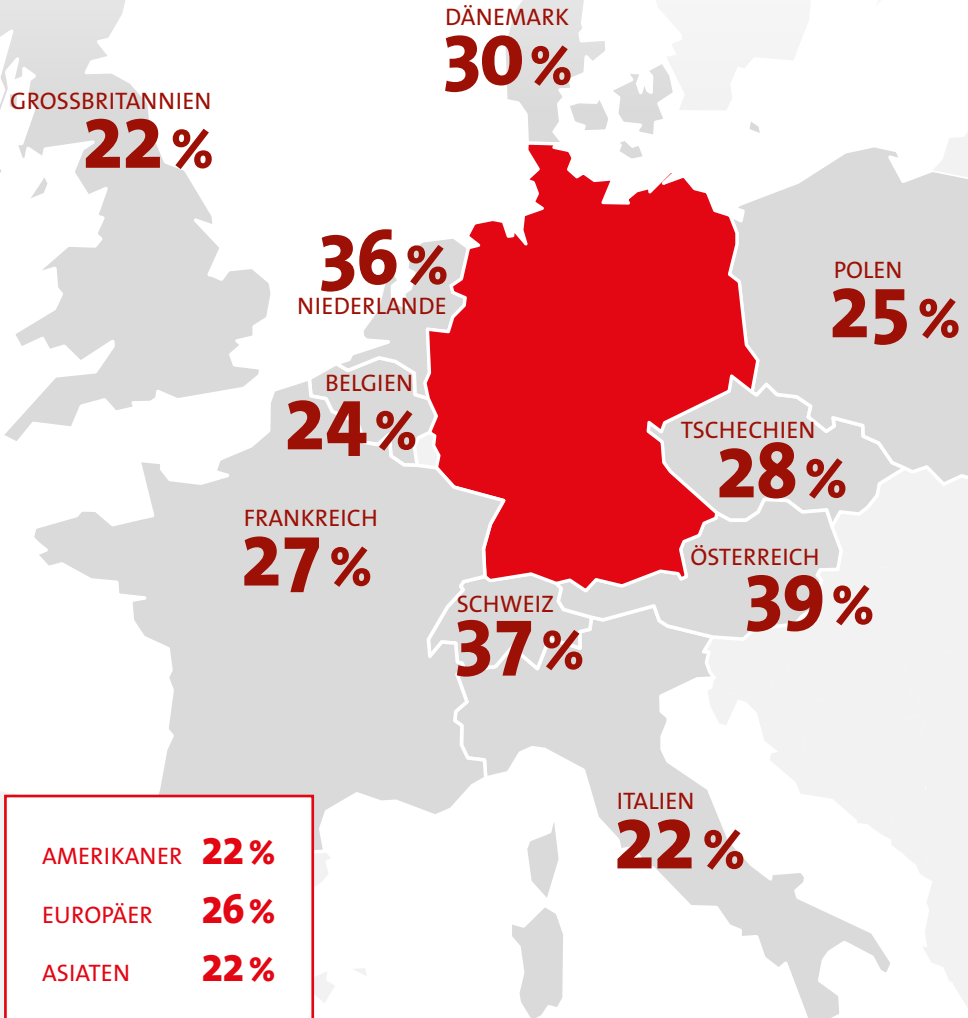 DÄNEMARK
30 %
GROSSBRITANNIEN
22 %
36 %
NIEDERLANDE
POLEN
25 %
BELGIEN
24 %
TSCHECHIEN
28 %
FRANKREICH
27 %
ÖSTERREICH
39 %
SCHWEIZ
37 %
ITALIEN
22 %
AMERIKANER 22 %
EUROPÄER 26 %
ASIATEN 22 %